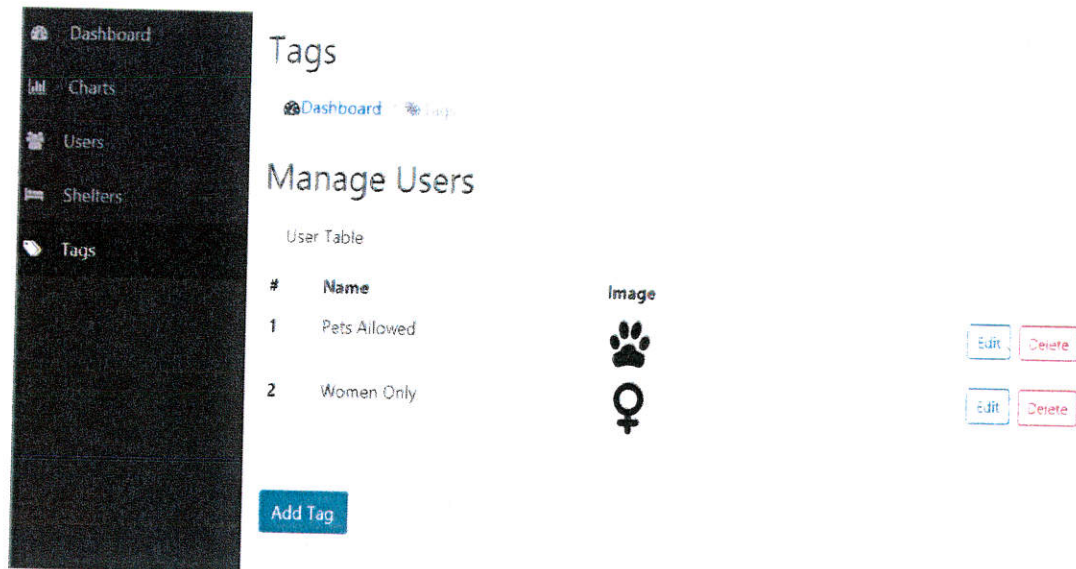 Dashboard
Charts
Users
Shelters
Tags
Tags
Dashboard Tags
Manage Users
User Table
# Name Image
1 Pets Allowed Edit Delete
2 Women Only Edit Delete
Add Tag